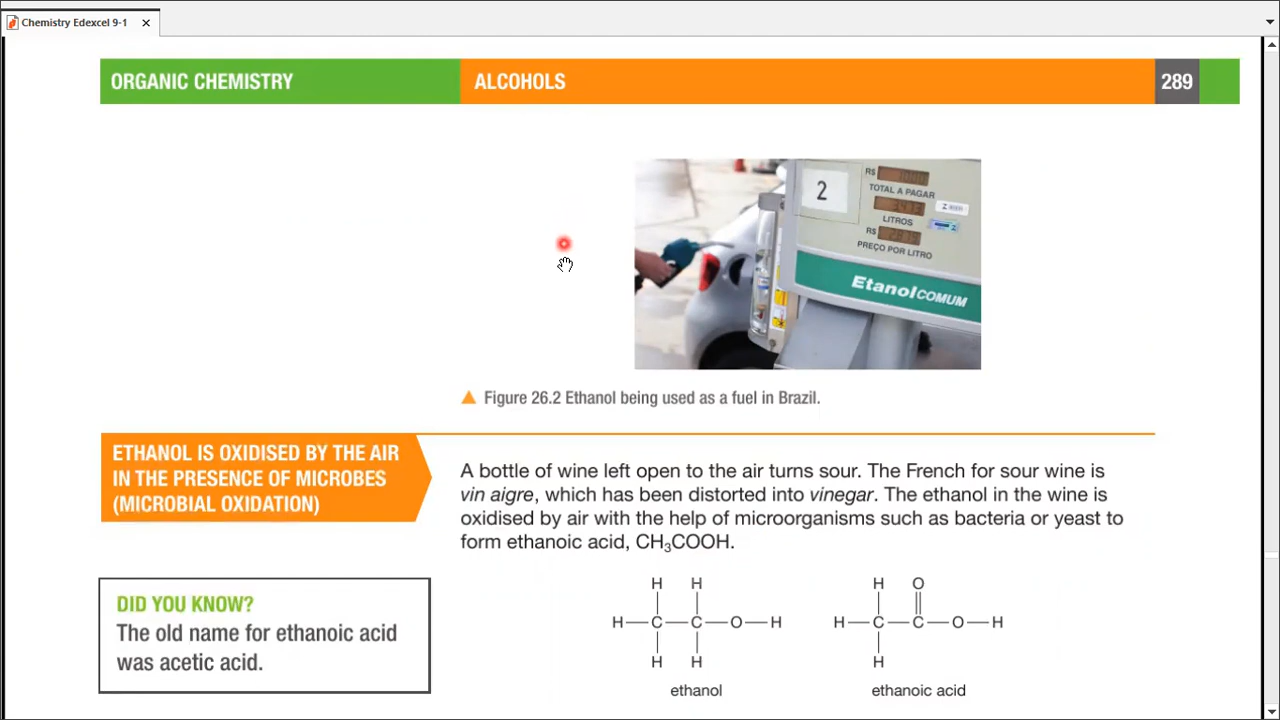 Chemistry Edexcel 9-1
ORGANIC CHEMISTRY
ALCOHOLS
289
2
R$
TOTAL A PAGAR
LITROS
R$
PREÇO POR LITRO
Etanol COMUM
Figure 26.2 Ethanol being used as a fuel in Brazil.
ETHANOL IS OXIDISED BY THE AIR
IN THE PRESENCE OF MICROBES
(MICROBIAL OXIDATION)
A bottle of wine left open to the air turns sour. The French for sour wine is
vin aigre, which has been distorted into vinegar. The ethanol in the wine is
oxidised by air with the help of microorganisms such as bacteria or yeast to
form ethanoic acid, CH₃COOH.
DID YOU KNOW?
The old name for ethanoic acid
was acetic acid.
H H
H C C O H
H H
ethanol
H O
H C C O H
H
ethanoic acid